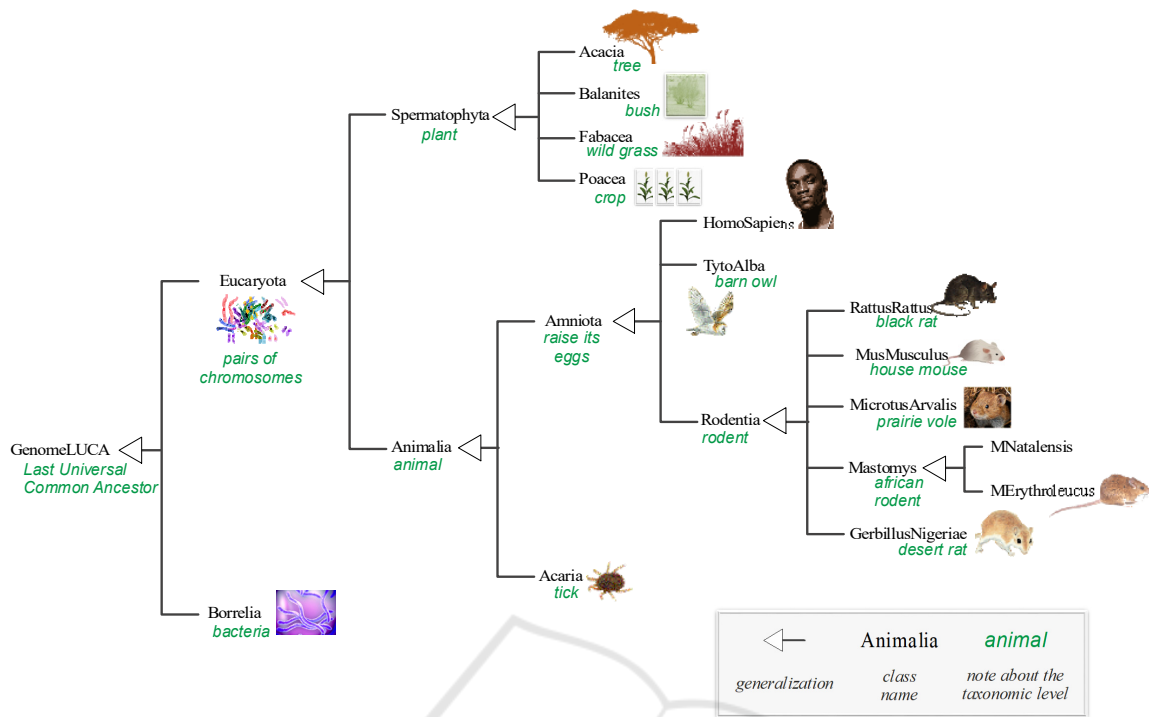 Acacia
tree
Balanites
bush
Spermatophyta
plant
Fabacea
wild grass
Poacea
crop
HomoSapiens
TytoAlba
barn owl
Eucaryota
pairs of
chromosomes
RattusRattus
black rat
Amniota
raise its
eggs
MusMusculus
house mouse
MicrotusArvalis
prairie vole
Rodentia
rodent
GenomeLUCA
Last Universal
Common Ancestor
Animalia
animal
MNatalensis
Mastomys
african
rodent
MErythroleucus
GerbillusNigeriae
desert rat
Acaria
tick
Borrelia
bacteria
Animalia
animal
generalization
class
name
note about the
taxonomic level